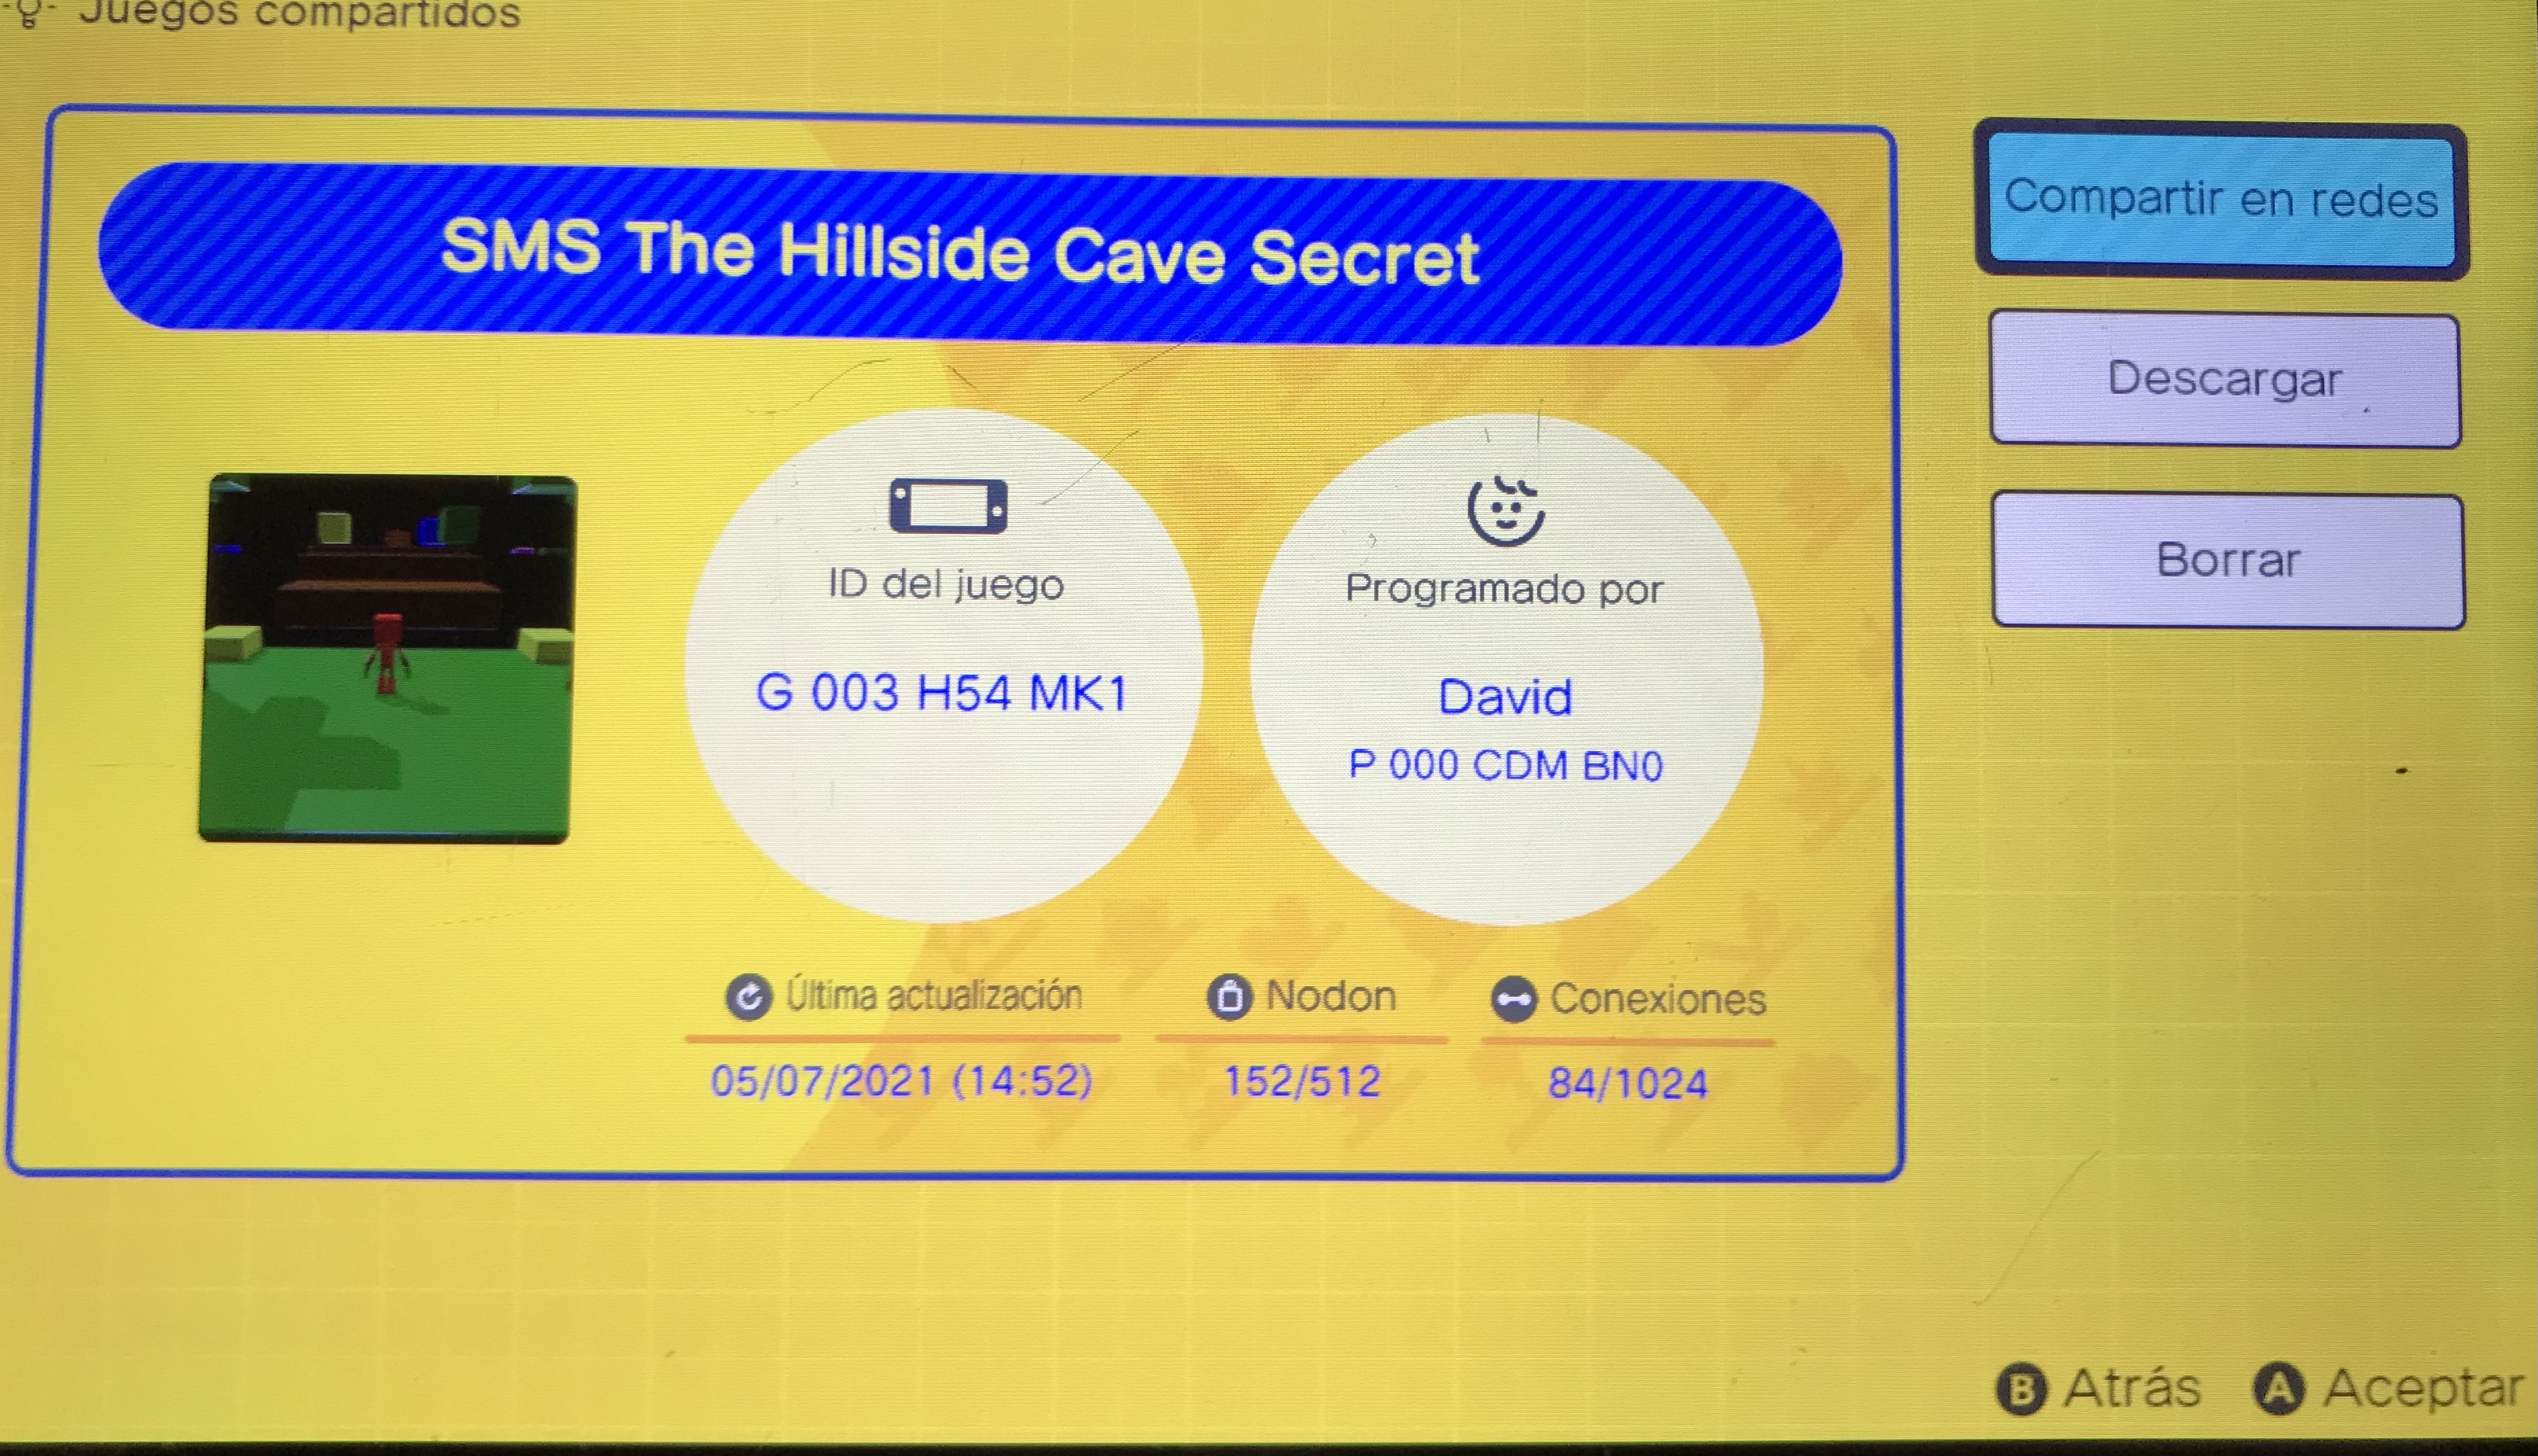 Juegos compartidos
SMS The Hillside Cave Secret
Compartir en redes
Descargar
Borrar
ID del juego
G 003 H54 MK1
Programado por
David
P 000 CDM BN0
Última actualización
05/07/2021 (14:52)
Nodon
152/512
Conexiones
84/1024
B Atrás
A Aceptar